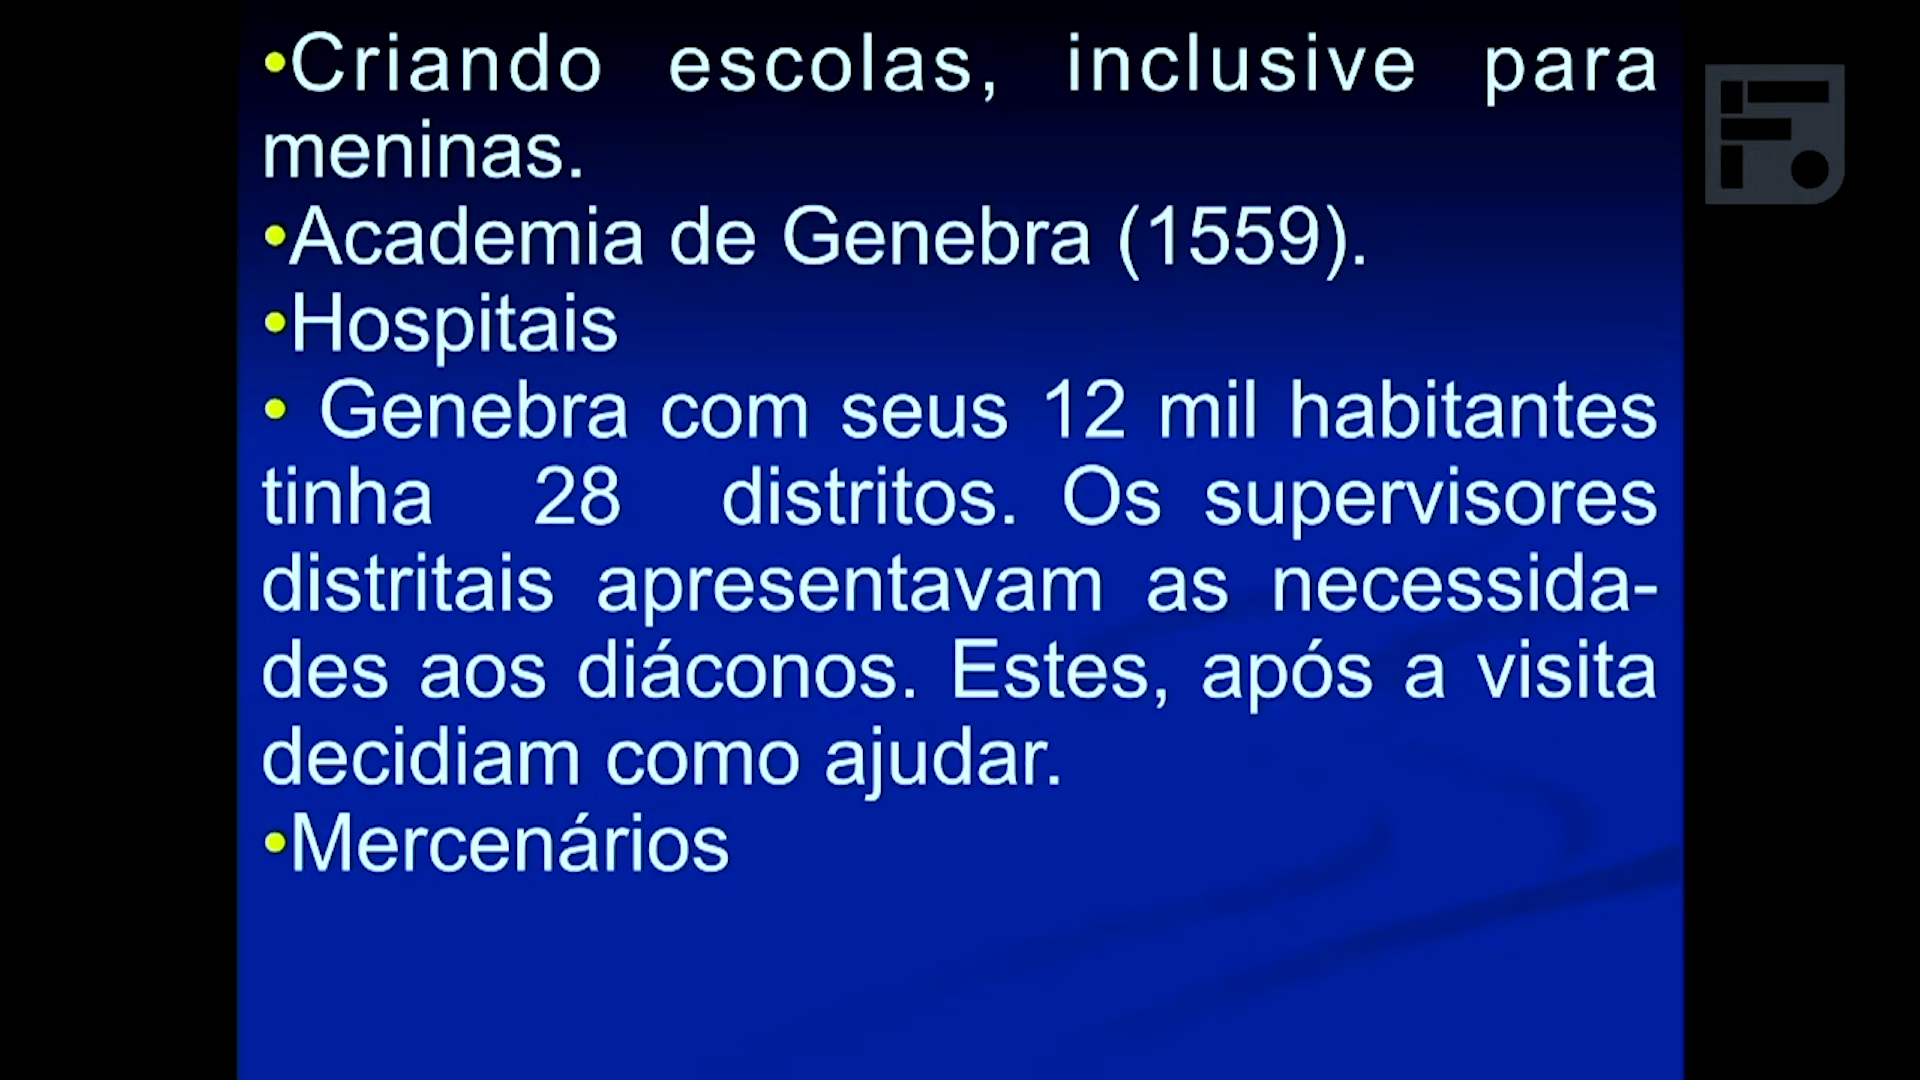 •Criando escolas, inclusive para
meninas.
•Academia de Genebra (1559).
•Hospitais
• Genebra com seus 12 mil habitantes
tinha 28 distritos. Os supervisores
distritais apresentavam as necessida-
des aos diáconos. Estes, após a visita
decidiam como ajudar.
•Mercenários